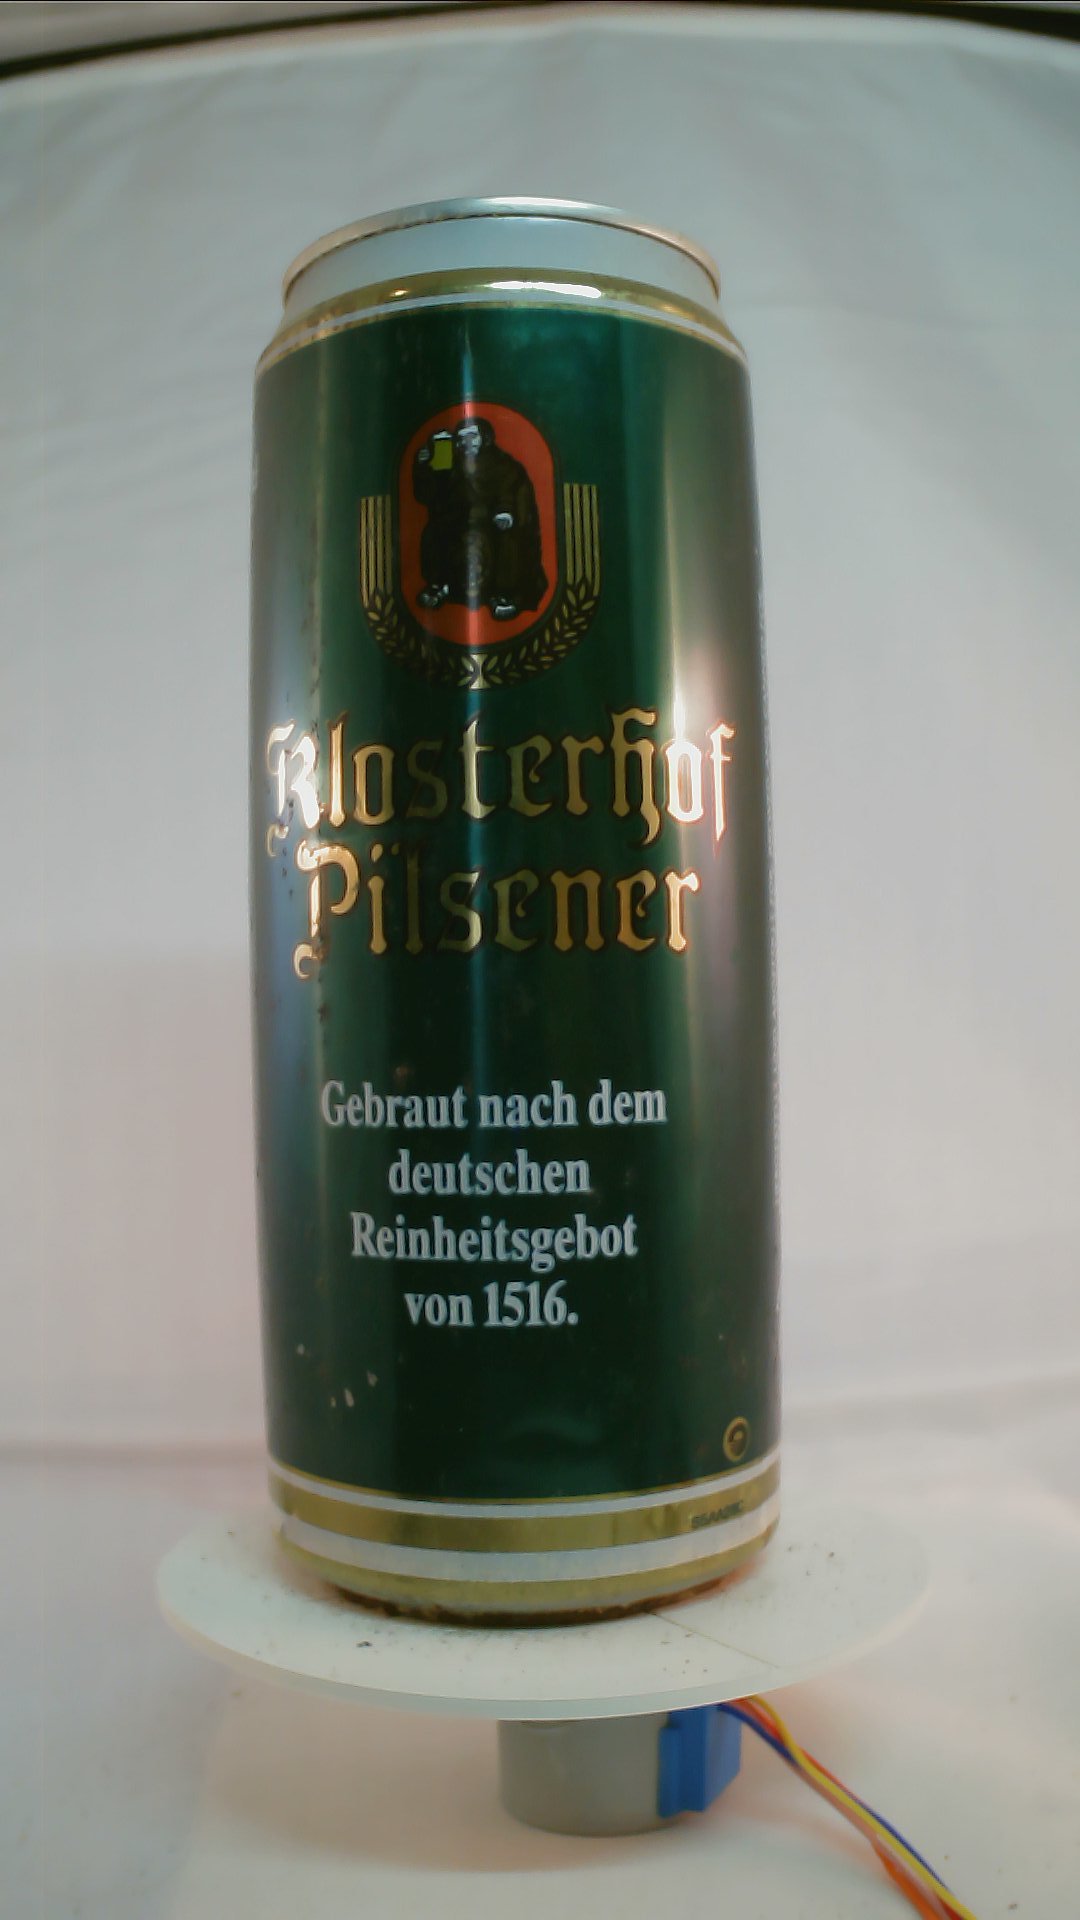 Klosterhof
Pilsener
Gebraut nach dem
deutschen
Reinheitsgebot
von 1516.